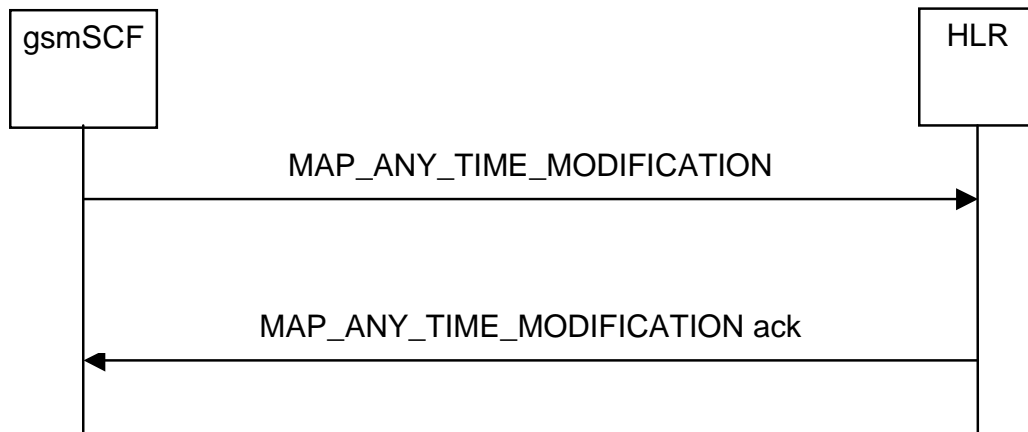 gsmSCF
HLR
MAP_ANY_TIME_MODIFICATION
MAP_ANY_TIME_MODIFICATION ack